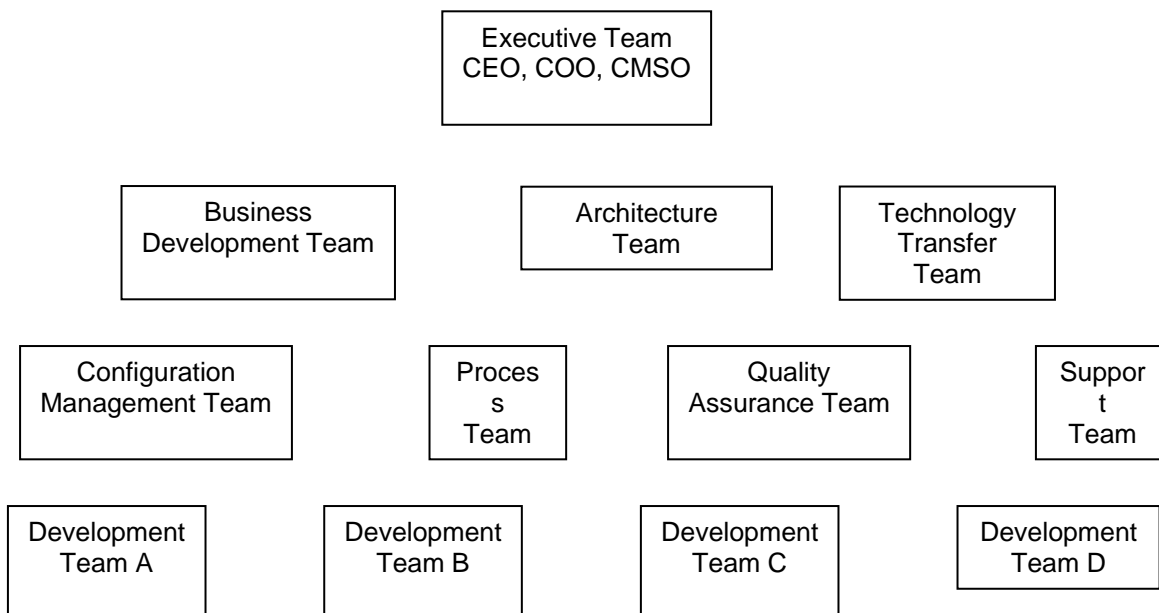 Executive Team
CEO, COO, CMSO
Business
Development Team
Architecture
Team
Technology
Transfer
Team
Configuration
Management Team
Proces
s
Team
Quality
Assurance Team
Suppor
t
Team
Development
Team A
Development
Team B
Development
Team C
Development
Team D